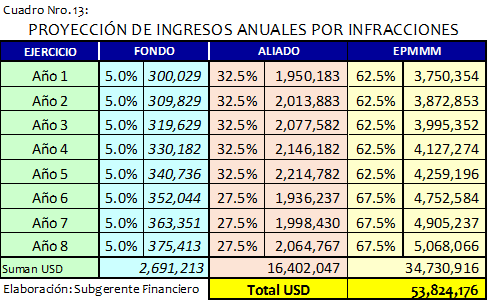 Cuadro Nro.13:
PROYECCIÓN DE INGRESOS ANUALES POR INFRACCIONES
EJERCICIO FONDO ALIADO EPMMM
Año 1 5.0% 300,029 32.5% 1,950,183 62.5% 3,750,354
Año 2 5.0% 309,829 32.5% 2,013,883 62.5% 3,872,853
Año 3 5.0% 319,629 32.5% 2,077,582 62.5% 3,995,352
Año 4 5.0% 330,182 32.5% 2,146,182 62.5% 4,127,274
Año 5 5.0% 340,736 32.5% 2,214,782 62.5% 4,259,196
Año 6 5.0% 352,044 27.5% 1,936,237 67.5% 4,752,584
Año 7 5.0% 363,351 27.5% 1,998,430 67.5% 4,905,237
Año 8 5.0% 375,413 27.5% 2,064,767 67.5% 5,068,066
Suman USD 2,691,213 16,402,047 34,730,916
Elaboración: Subgerente Financiero Total USD 53,824,176